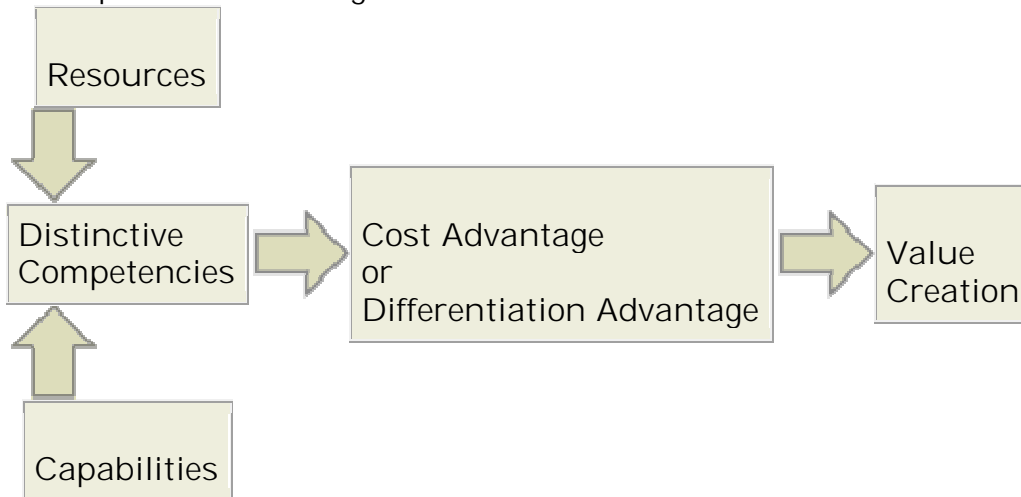 Resources
Distinctive
Competencies
Cost Advantage
or
Differentiation Advantage
Value
Creation
Capabilities